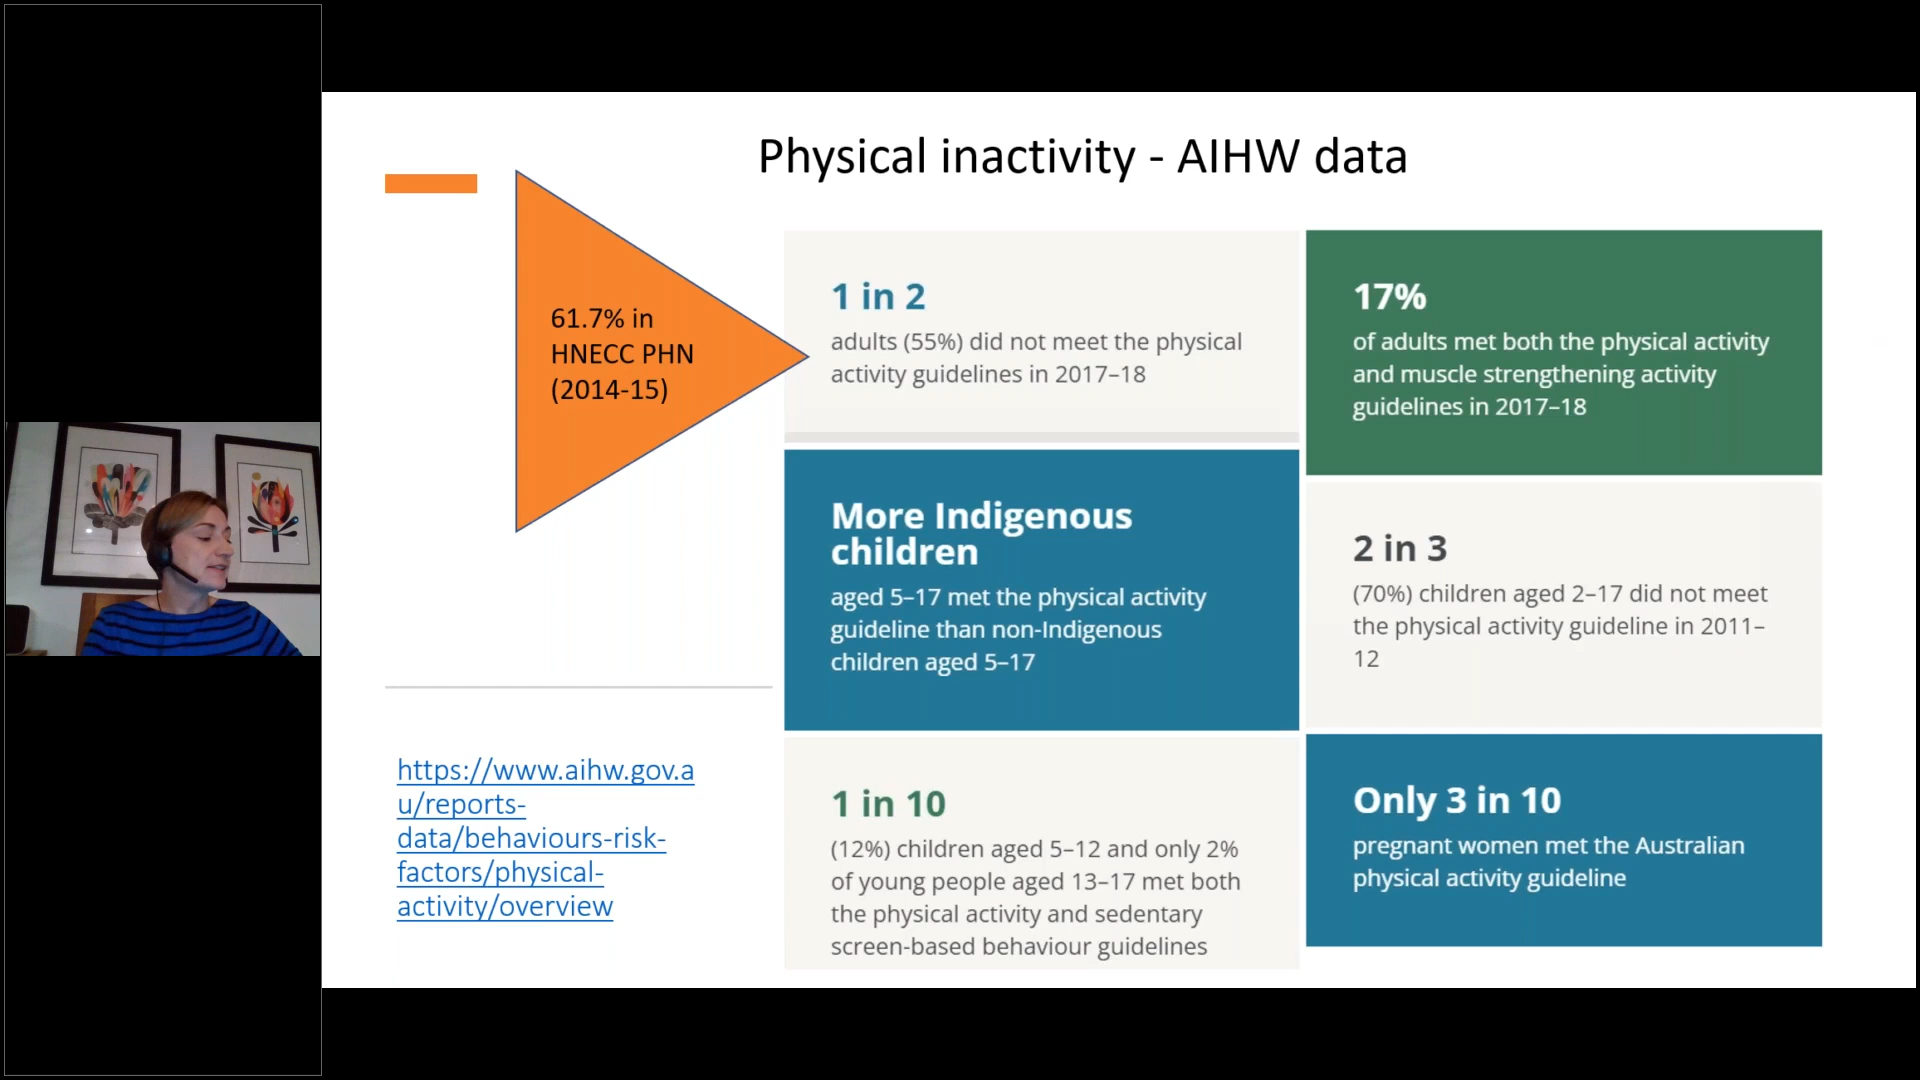 Physical inactivity - AIHW data
61.7% in
HNECC PHN
(2014-15)
1 in 2
adults (55%) did not meet the physical
activity guidelines in 2017–18
17%
of adults met both the physical activity
and muscle strengthening activity
guidelines in 2017–18
More Indigenous
children
aged 5–17 met the physical activity
guideline than non-Indigenous
children aged 5–17
2 in 3
(70%) children aged 2–17 did not meet
the physical activity guideline in 2011–
12
1 in 10
(12%) children aged 5–12 and only 2%
of young people aged 13–17 met both
the physical activity and sedentary
screen-based behaviour guidelines
Only 3 in 10
pregnant women met the Australian
physical activity guideline
https://www.aihw.gov.a
u/reports-
data/behaviours-risk-
factors/physical-
activity/overview